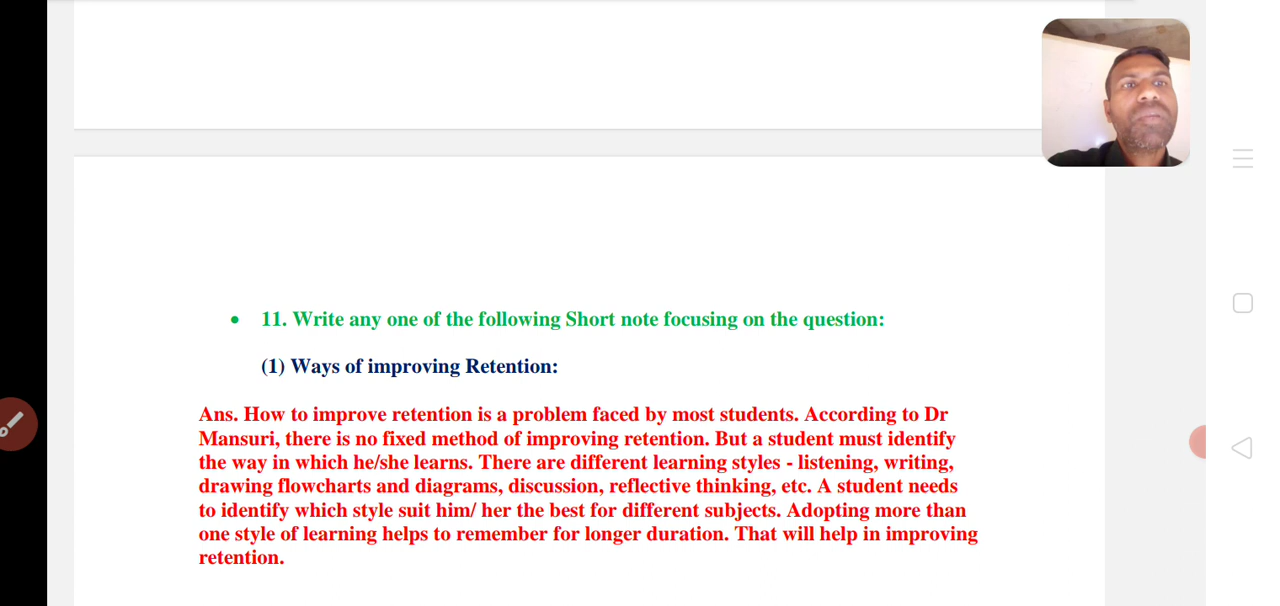 11. Write any one of the following Short note focusing on the question:
(1) Ways of improving Retention:
Ans. How to improve retention is a problem faced by most students. According to Dr
Mansuri, there is no fixed method of improving retention. But a student must identify
the way in which he/she learns. There are different learning styles - listening, writing,
drawing flowcharts and diagrams, discussion, reflective thinking, etc. A student needs
to identify which style suit him/ her the best for different subjects. Adopting more than
one style of learning helps to remember for longer duration. That will help in improving
retention.